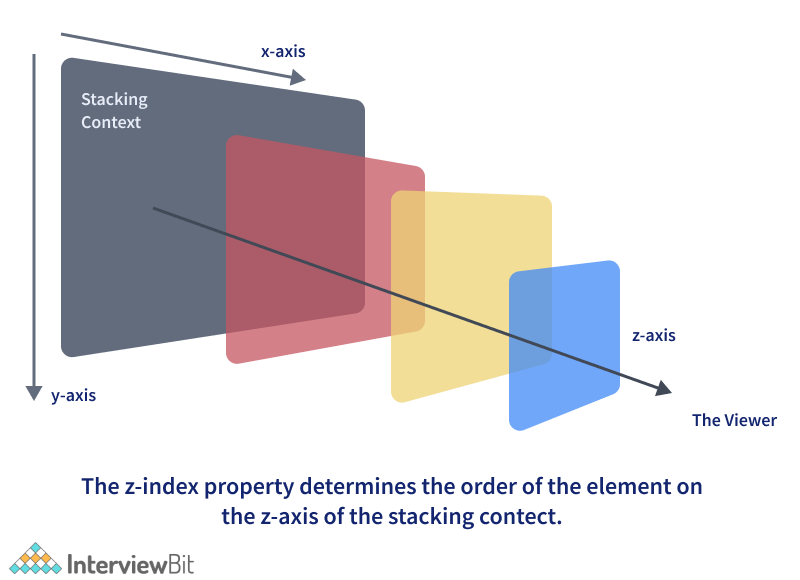 x-axis
Stacking
Context
z-axis
y-axis
The Viewer
The z-index property determines the order of the element on
the z-axis of the stacking contect.
InterviewBit